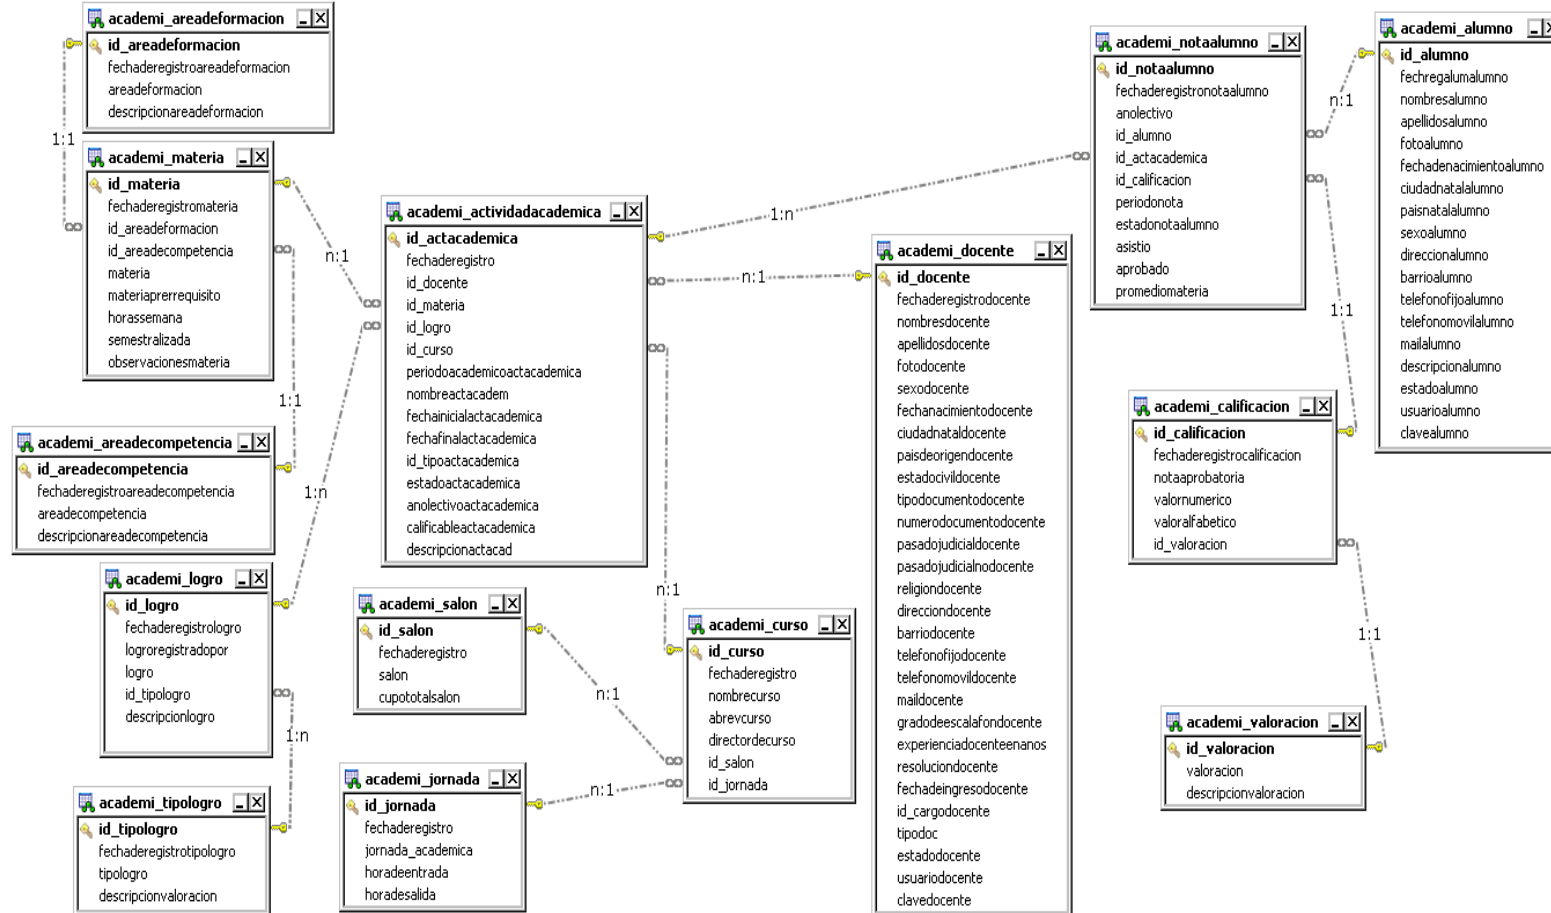 academi_areadeformacion
id_areadeformacion
fechaderegistroareadeformacion
areadeformacion
descripcionareadeformacion
1:1
academi_materia
id_materia
fechaderegistromateria
id_areadeformacion
id_areadecompetencia
materia
materiaprerrequisito
horassemana
semestralizada
observacionesmateria
1:1
academi_areadecompetencia
id_areadecompetencia
fechaderegistroareadecompetencia
areadecompetencia
descripcionareadecompetencia
academi_logro
id_logro
fechaderegistrologro
logroregistradopor
logro
id_tipologro
descripcionlogro
1:n
academi_tipologro
id_tipologro
fechaderegistrotipologro
tipologro
descripcionvaloracion
n:1
1:n
academi_actividadacademica
id_actacademica
fechaderegistro
id_docente
id_materia
id_logro
id_curso
periodoacademicoactacademica
nombreactacadem
fechainicialactacademica
fechafinalactacademica
id_tipoactacademica
estadoactacademica
anolectivoactacademica
calificableactacademica
descripcionactacad
academi_salon
id_salon
fechaderegistro
salon
cupototalsalon
n:1
academi_jornada
id_jornada
fechaderegistro
jornada_academica
horadeentrada
horadesalida
n:1
n:1
academi_curso
id_curso
fechaderegistro
nombrecurso
abrevcurso
directordecurso
id_salon
id_jornada
1:n
n:1
academi_docente
id_docente
fechaderegistrodocente
nombresdocente
apellidosdocente
fotodocente
sexodocente
fechanacimientodocente
ciudadnataldocente
paisdeorigendocente
estadocivildocente
tipodocumentodocente
numerodocumentodocente
pasadojudicialdocente
pasadojudicialnodocente
religiondocente
direcciondocente
barriodocente
telefonofijodocente
telefonomovildocente
maildocente
gradodeescalafondocente
experienciadocenteenanos
resoluciondocente
fechadeingresodocente
id_cargodocente
tipodoc
estadodocente
usuariodocente
clavedocente
academi_notaalumno
id_notaalumno
fechaderegistronotaalumno
anolectivo
id_alumno
id_actacademica
id_calificacion
periodonota
estadonotaalumno
asistio
aprobado
promediomateria
n:1
1:1
academi_alumno
id_alumno
fechregalumalumno
nombresalumno
apellidosalumno
fotoalumno
fechadenacimientoalumno
ciudadnatalalumno
paisnatalalumno
sexoalumno
direccionalumno
barrioalumno
telefonofijoalumno
telefonomovilalumno
mailalumno
descripcionalumno
estadoalumno
usuarioalumno
clavealumno
academi_calificacion
id_calificacion
fechaderegistrocalificacion
notaaprobatoria
valornumerico
valoralfabetico
id_valoracion
1:1
academi_valoracion
id_valoracion
valoracion
descripcionvaloracion